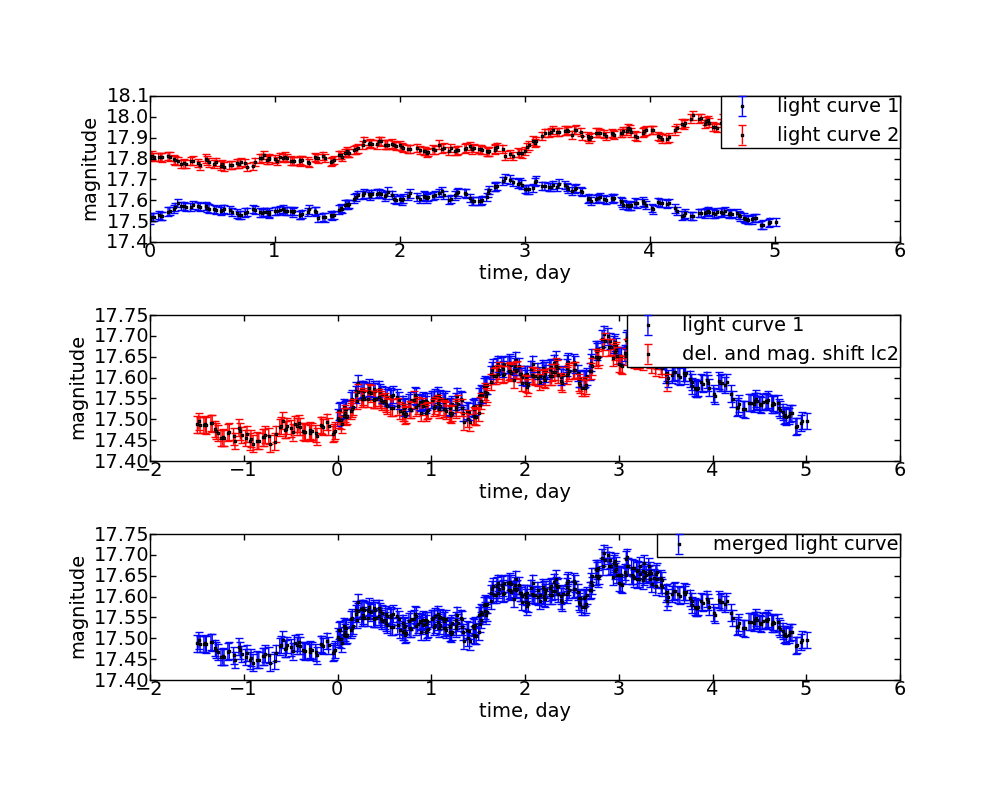 18.1
18.0
17.9
17.8
17.7
17.6
17.5
17.4
magnitude
light curve 1
light curve 2
0 1 2 3 4 5 6
time, day
17.75
17.70
17.65
17.60
17.55
17.50
17.45
17.40
magnitude
light curve 1
del. and mag. shift lc2
−2 −1 0 1 2 3 4 5 6
time, day
17.75
17.70
17.65
17.60
17.55
17.50
17.45
17.40
magnitude
merged light curve
−2 −1 0 1 2 3 4 5 6
time, day